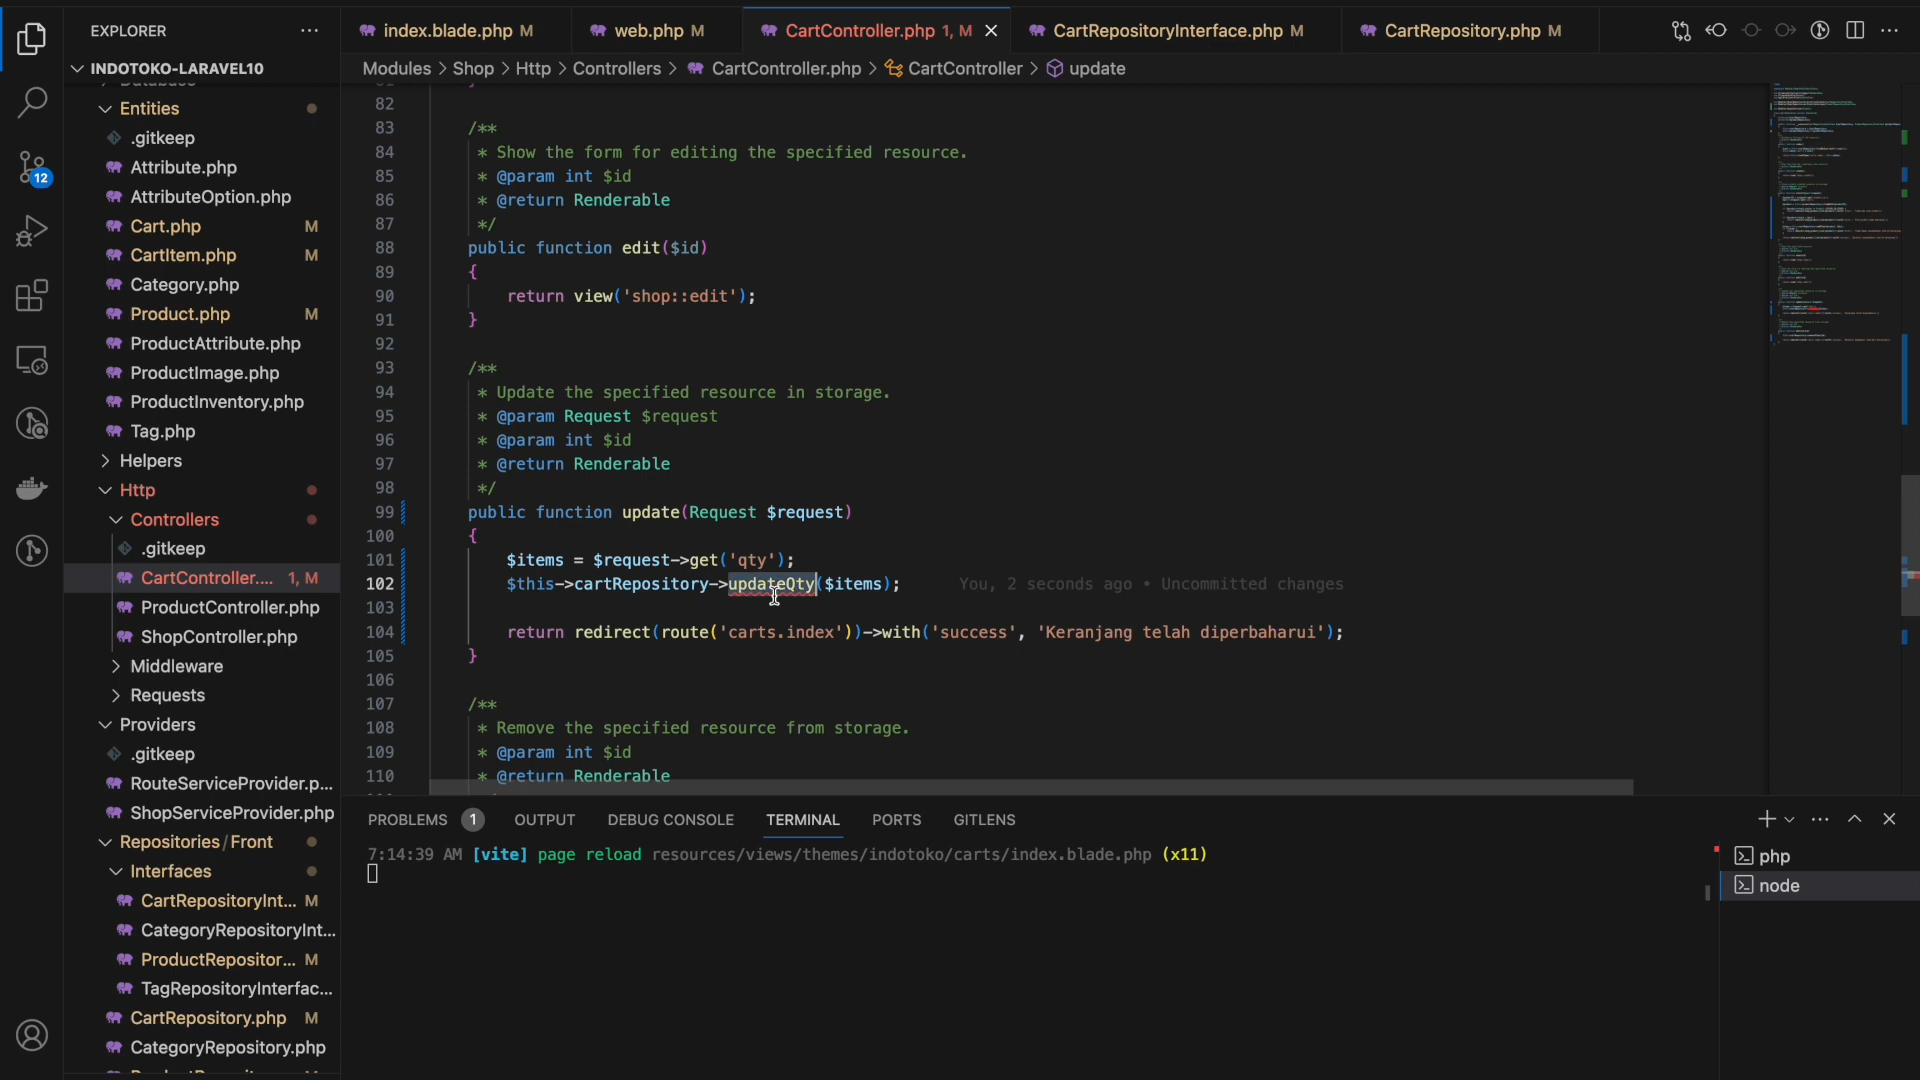 EXPLORER
index.blade.php M
web.php M
CartController.php 1, M
CartRepositoryInterface.php M
CartRepository.php M
INDOTOKO-LARAVEL10
Modules > Shop > Http > Controllers > CartController.php > CartController > update
Entities
.gitkeep
Attribute.php
AttributeOption.php
Cart.php M
CartItem.php M
Category.php
Product.php M
ProductAttribute.php
ProductImage.php
ProductInventory.php
Tag.php
Helpers
Http
Controllers
.gitkeep
CartController.... 1, M
ProductController.php
ShopController.php
Middleware
Requests
Providers
.gitkeep
RouteServiceProvider.p...
ShopServiceProvider.php
Repositories/Front
Interfaces
CartRepositoryInt... M
CategoryRepositoryInt...
ProductRepositor... M
TagRepositoryInterfac...
CartRepository.php M
CategoryRepository.php
12
82
83 /**
84 * Show the form for editing the specified resource.
85 * @param int $id
86 * @return Renderable
87 */
88 public function edit($id)
89 {
90 return view('shop::edit');
91 }
92
93 /**
94 * Update the specified resource in storage.
95 * @param Request $request
96 * @param int $id
97 * @return Renderable
98 */
99 public function update(Request $request)
100 {
101 $items = $request->get('qty');
102 $this->cartRepository->updateQty($items); You, 2 seconds ago • Uncommitted changes
103
104 return redirect(route('carts.index'))->with('success', 'Keranjang telah diperbaharui');
105 }
106
107 /**
108 * Remove the specified resource from storage.
109 * @param int $id
110 * @return Renderable
PROBLEMS 1 OUTPUT DEBUG CONSOLE TERMINAL PORTS GITLENS
7:14:39 AM [vite] page reload resources/views/themes/indotoko/carts/index.blade.php (x11)
php
node